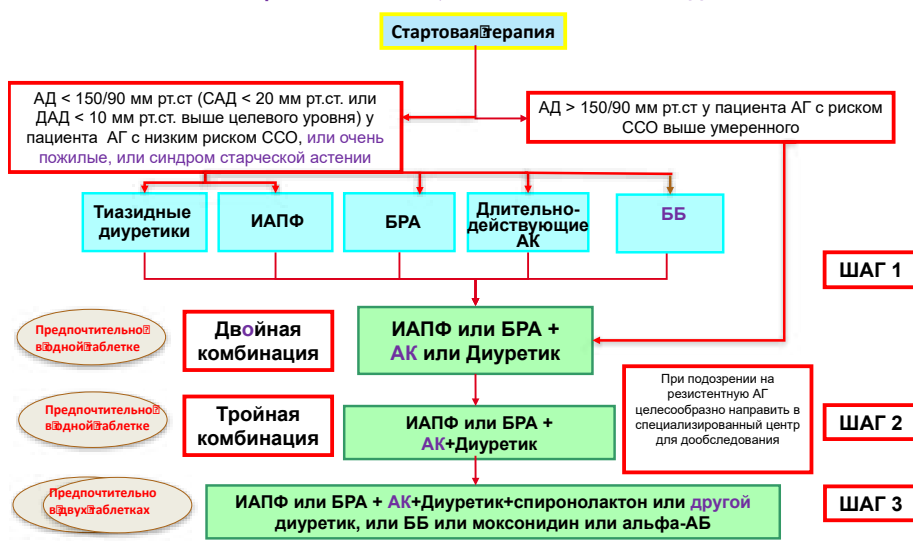 Стартовая терапия
АД < 150/90 мм рт.ст (САД < 20 мм рт.ст. или
ДАД < 10 мм рт.ст. выше целевого уровня) у
пациента АГ с низким риском ССО, или очень
пожилые, или синдром старческой астении
АД > 150/90 мм рт.ст у пациента АГ с риском
ССО выше умеренного
Тиазидные
диуретики
ИАПФ
БРА
Длительно-
действующие
АК
ББ
ШАГ 1
Предпочтительно
в одной таблетке
Двойная
комбинация
ИАПФ или БРА +
АК или Диуретик
Предпочтительно
в одной таблетке
Тройная
комбинация
ИАПФ или БРА +
АК+Диуретик
При подозрении на
резистентную АГ
целесообразно направить в
специализированный центр
для дообследования
ШАГ 2
Предпочтительно
в двух таблетках
ИАПФ или БРА + АК+Диуретик+спиронолактон или другой
диуретик, или ББ или моксонидин или альфа-АБ
ШАГ 3